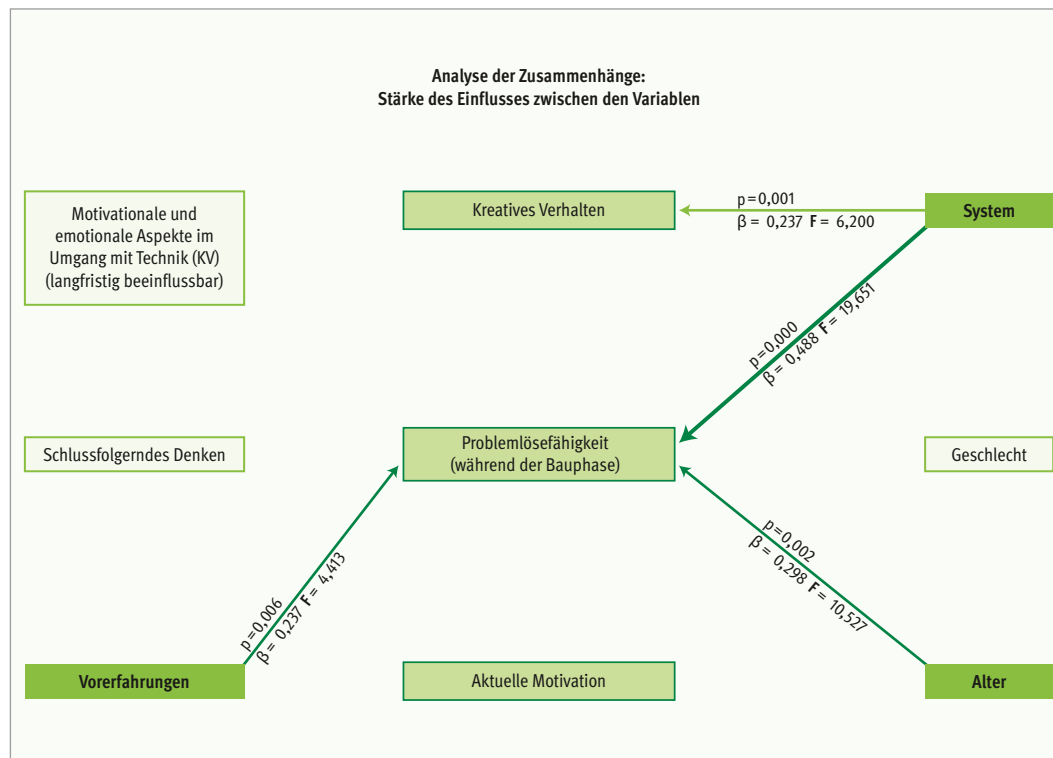 Analyse der Zusammenhänge:
Stärke des Einflusses zwischen den Variablen
Motivationale und
emotionale Aspekte im
Umgang mit Technik (KV)
(langfristig beeinflussbar)
Kreatives Verhalten
p=0,001
β = 0,237 F = 6,200
System
p=0,000
β = 0,488 F = 19,651
Schlussfolgerndes Denken
Problemlösefähigkeit
(während der Bauphase)
Geschlecht
p=0,006
β = 0,237 F = 4,413
p=0,002
β = 0,298 F = 10,527
Vorerfahrungen
Aktuelle Motivation
Alter